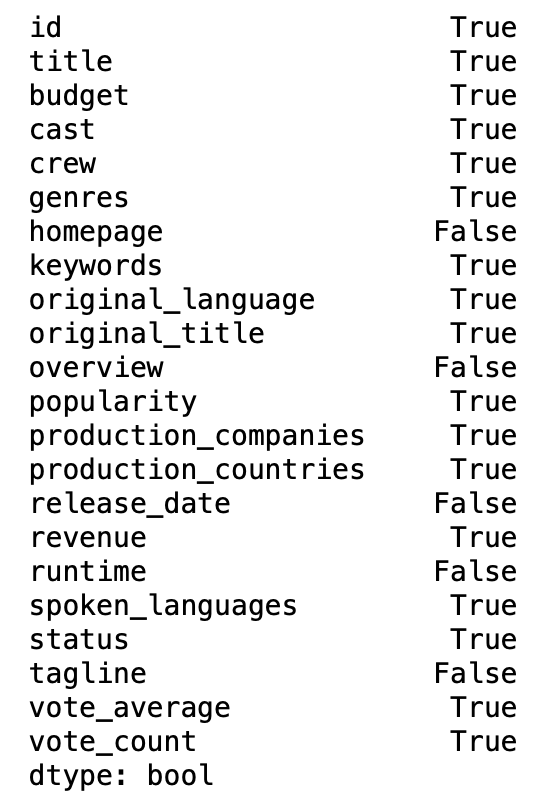 id True
title True
budget True
cast True
crew True
genres True
homepage False
keywords True
original_language True
original_title True
overview False
popularity True
production_companies True
production_countries True
release_date False
revenue True
runtime False
spoken_languages True
status True
tagline False
vote_average True
vote_count True
dtype: bool